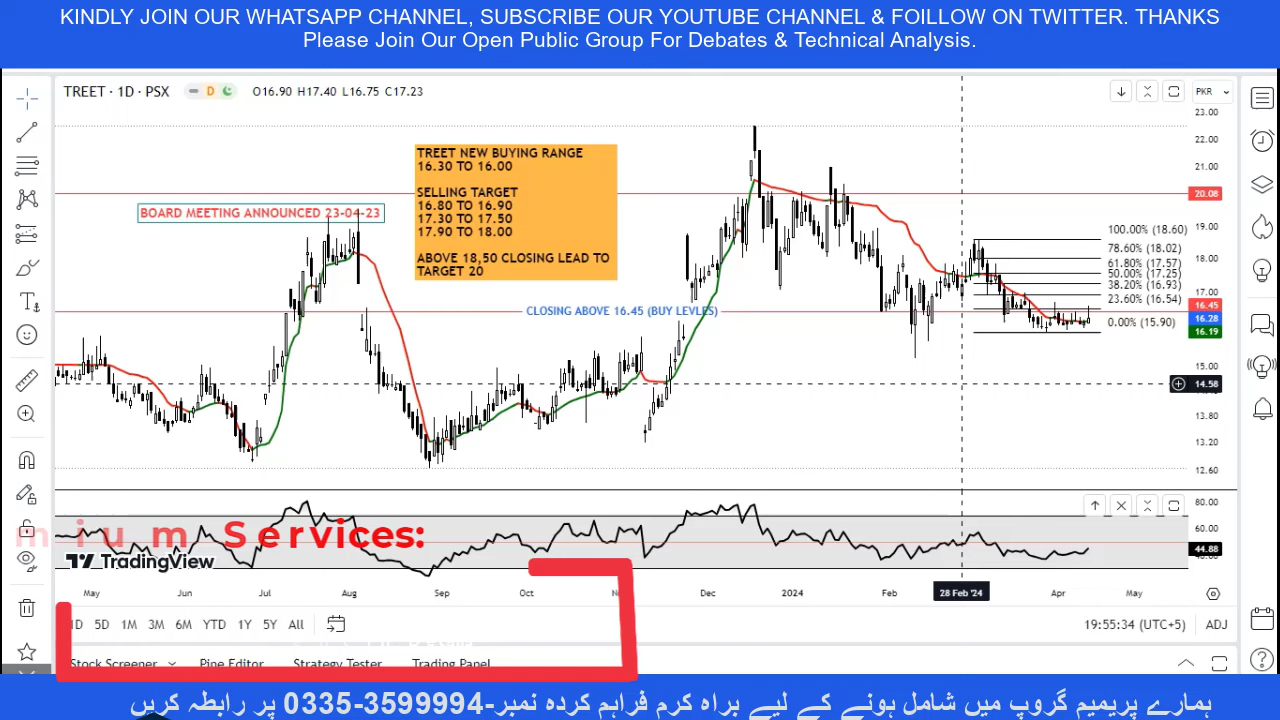 KINDLY JOIN OUR WHATSAPP CHANNEL, SUBSCRIBE OUR YOUTUBE CHANNEL & FOILLOW ON TWITTER. THANKS
Please Join Our Open Public Group For Debates & Technical Analysis.
TREET · 1D · PSX
D
O16.90 H17.40 L16.75 C17.23
PKR
TREET NEW BUYING RANGE
16.30 TO 16.00
SELLING TARGET
16.80 TO 16.90
17.30 TO 17.50
17.90 TO 18.00
ABOVE 18,50 CLOSING LEAD TO
TARGET 20
BOARD MEETING ANNOUNCED 23-04-23
CLOSING ABOVE 16.45 (BUY LEVLES)
100.00% (18.60)
78.60% (18.02)
61.80% (17.57)
50.00% (17.25)
38.20% (16.93)
23.60% (16.54)
0.00% (15.90)
23.00
22.00
21.00
20.08
19.00
18.00
17.00
16.45
16.28
16.19
15.00
14.58
13.80
13.20
12.60
80.00
60.00
44.88
m i u m Services:
TradingView
May Jun Jul Aug Sep Oct Dec 2024 Feb 28 Feb '24 Apr May
1D 5D 1M 3M 6M YTD 1Y 5Y All
19:55:34 (UTC+5) ADJ
Stock Screener Pine Editor Strategy Tester Trading Panel
ہمارے پریمیم گروپ میں شامل ہونے کے لیے براہ کرم فراہم کردہ نمبر-0335-3599994 پر رابطہ کریں